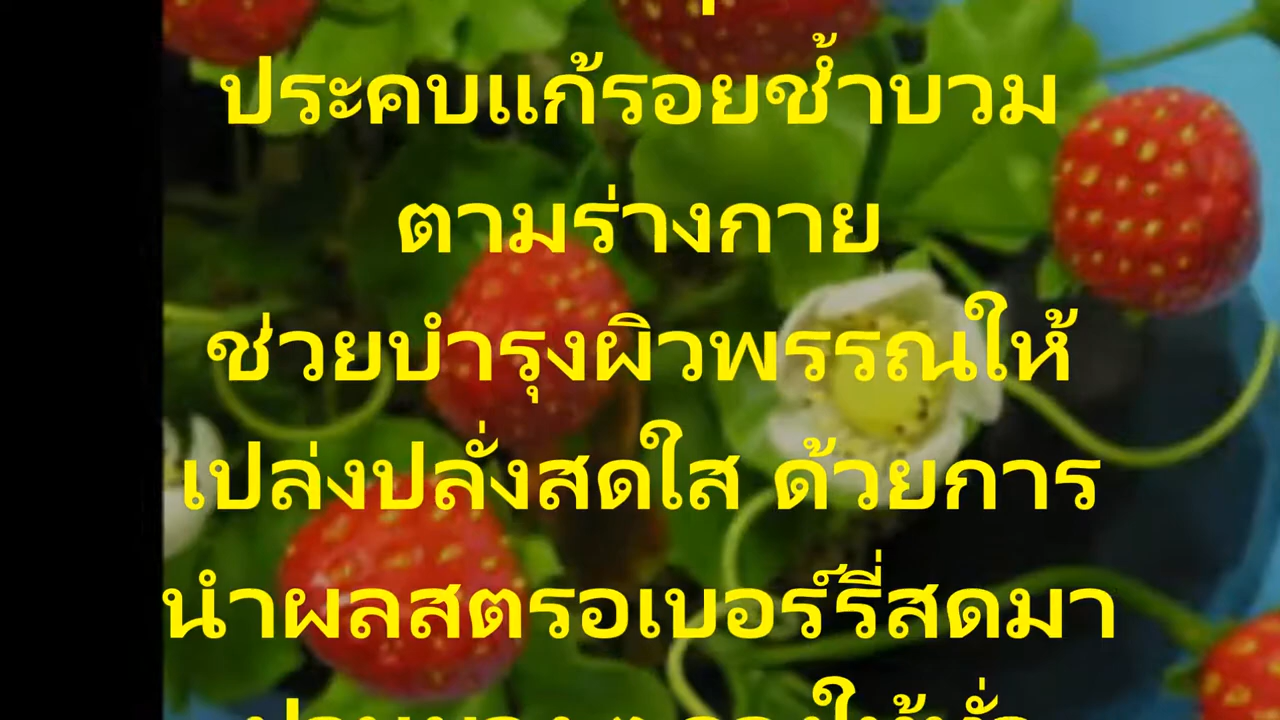 ประคบแก้รอยช้ำบวม
ตามร่างกาย
ช่วยบำรุงผิวพรรณให้
เปล่งปลั่งสดใส ด้วยการ
นำผลสตรอเบอร์รี่สดมา